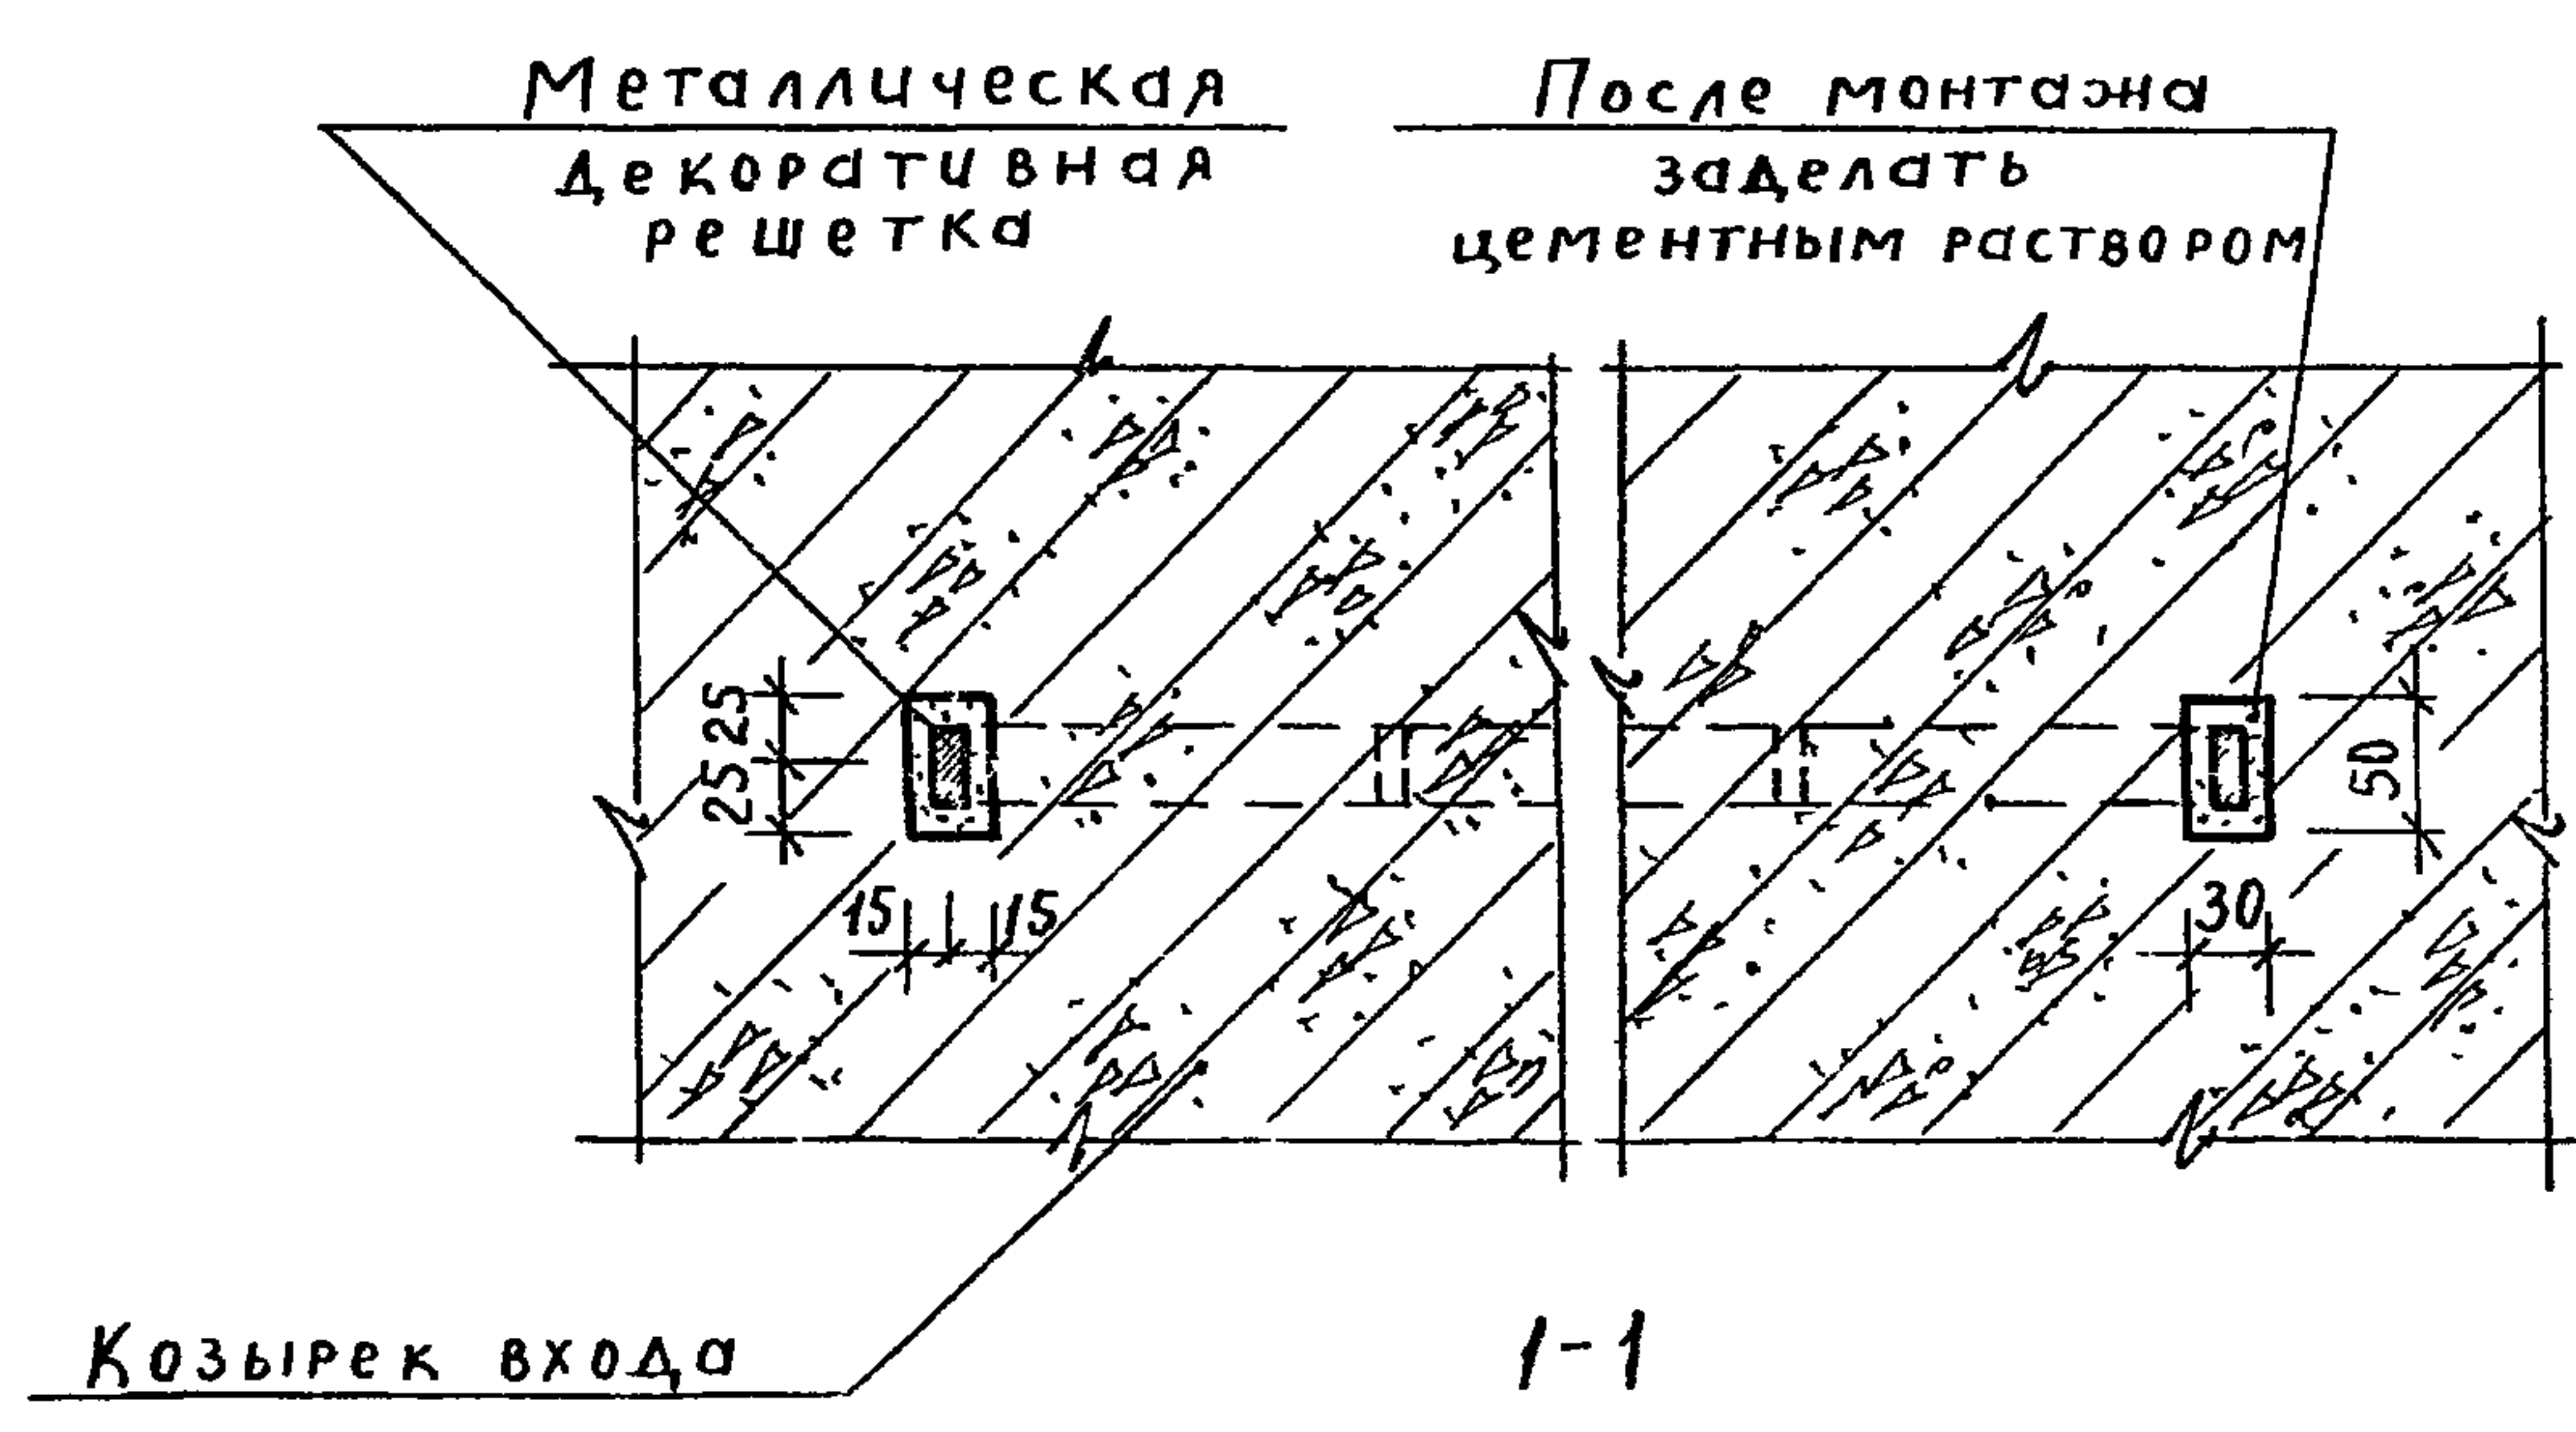 Металлическая
декоративная
решетка
После монтажа
заделать
цементным раствором
25 25
15 15
50
30
Козырек входа
1-1